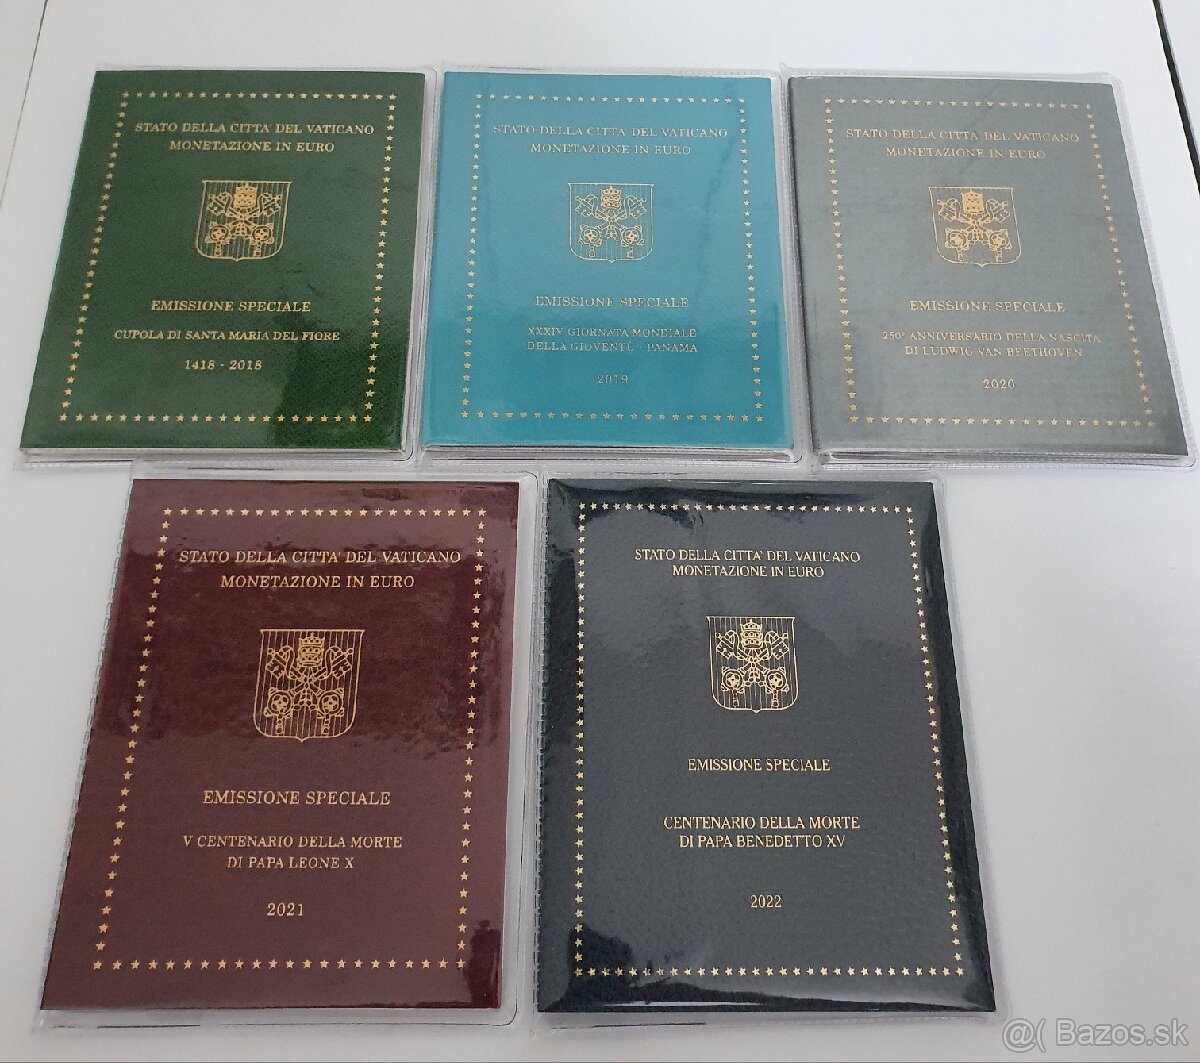 STATO DELLA CITTA' DEL VATICANO
MONETAZIONE IN EURO
EMISSIONE SPECIALE
CUPOLA DI SANTA MARIA DEL FIORE
1418 - 2018
STATO DELLA CITTA' DEL VATICANO
MONETAZIONE IN EURO
EMISSIONE SPECIALE
XXXIV GIORNATA MONDIALE
DELLA GIOVENTÙ - PANAMA
2019
STATO DELLA CITTA' DEL VATICANO
MONETAZIONE IN EURO
EMISSIONE SPECIALE
250° ANNIVERSARIO DELLA NASCITA
DI LUDWIG VAN BEETHOVEN
2020
STATO DELLA CITTA' DEL VATICANO
MONETAZIONE IN EURO
EMISSIONE SPECIALE
V CENTENARIO DELLA MORTE
DI PAPA LEONE X
2021
STATO DELLA CITTA' DEL VATICANO
MONETAZIONE IN EURO
EMISSIONE SPECIALE
CENTENARIO DELLA MORTE
DI PAPA BENEDETTO XV
2022
@( Bazos.sk